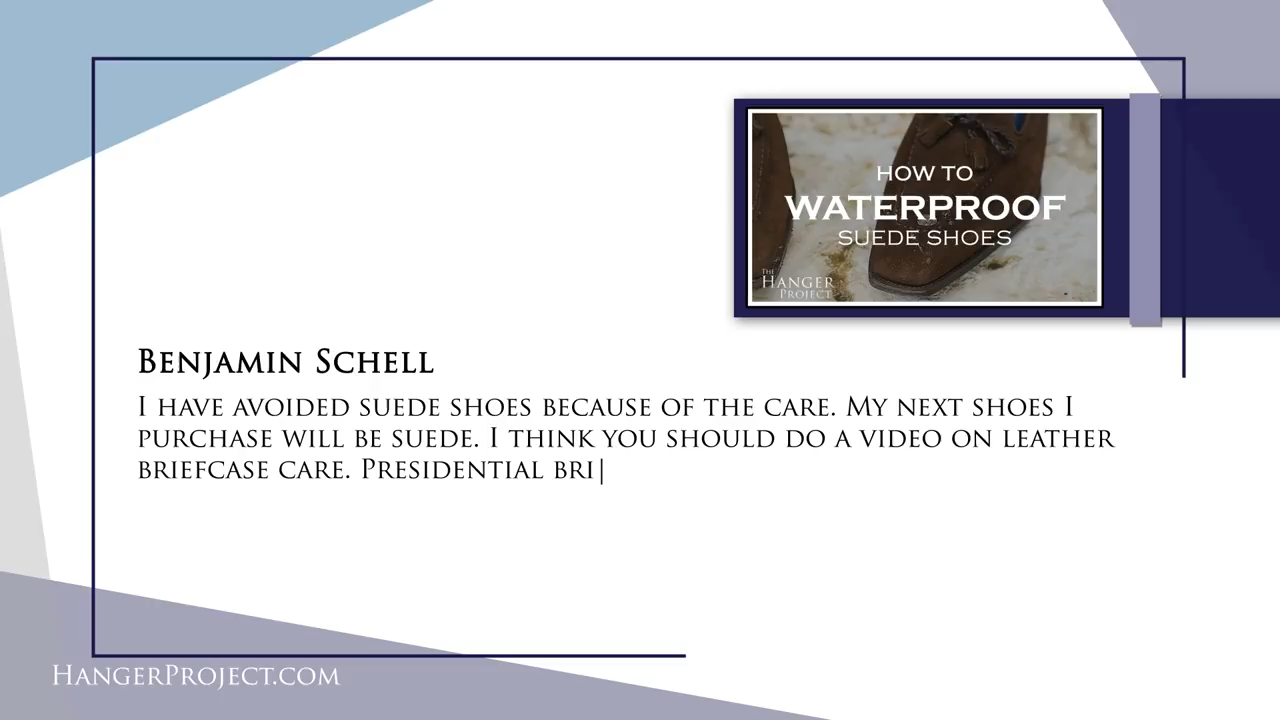 HOW TO
WATERPROOF
SUEDE SHOES
THE
HANGER
PROJECT
BENJAMIN SCHELL
I HAVE AVOIDED SUEDE SHOES BECAUSE OF THE CARE. MY NEXT SHOES I
PURCHASE WILL BE SUEDE. I THINK YOU SHOULD DO A VIDEO ON LEATHER
BRIEFCASE CARE. PRESIDENTIAL BRI|
HANGERPROJECT.COM